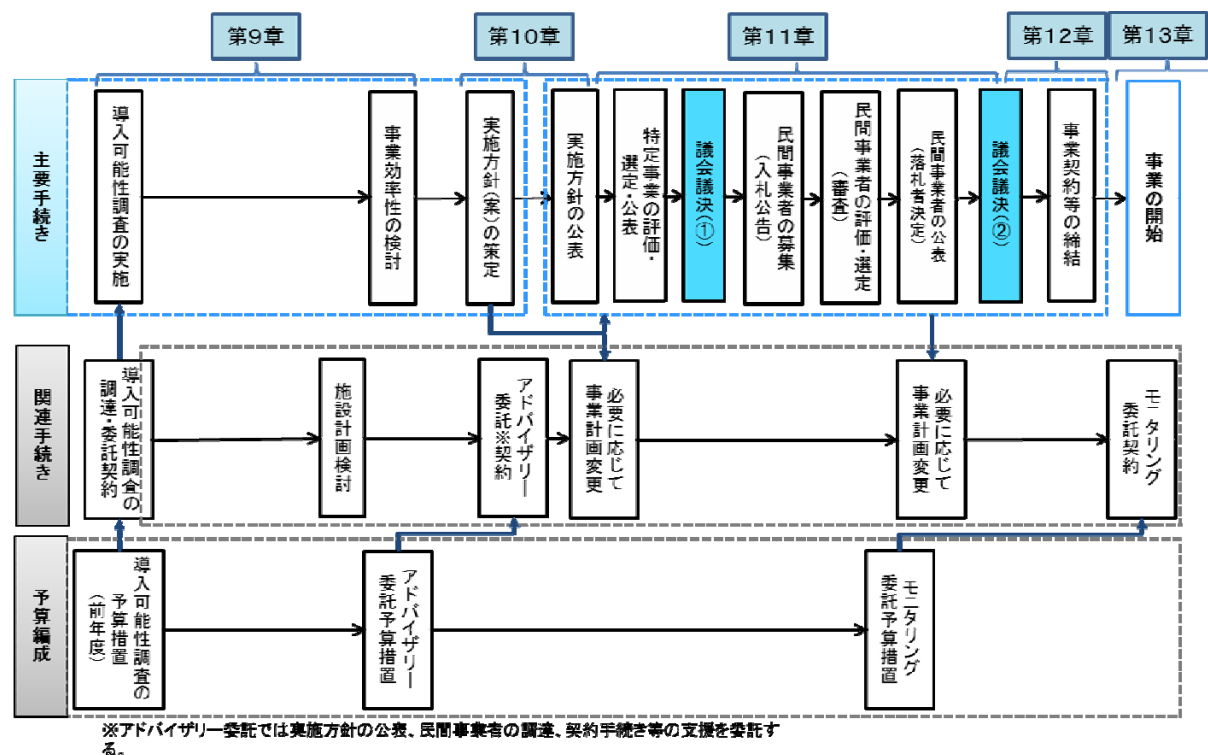 第9章
第10章
第11章
第12章
第13章
主要手続き
導入可能性調査の実施
事業効率性の検討
実施方針(案)の策定
実施方針の公表
特定事業の評価・
選定・公表
議会議決(①)
民間事業者の募集
(入札公告)
民間事業者の評価・選定
(審査)
民間事業者の公表
(落札者決定)
議会議決(②)
事業契約等の締結
事業の開始
関連手続き
導入可能性調査の
調達・委託契約
施設計画検討
アドバイザリー
委託※契約
必要に応じて
事業計画変更
必要に応じて
事業計画変更
モニタリング
委託契約
予算編成
導入可能性調査の
予算措置
(前年度)
アドバイザリー
委託予算措置
モニタリング
委託予算措置
※アドバイザリー委託では実施方針の公表、民間事業者の調達、契約手続き等の支援を委託す
る。